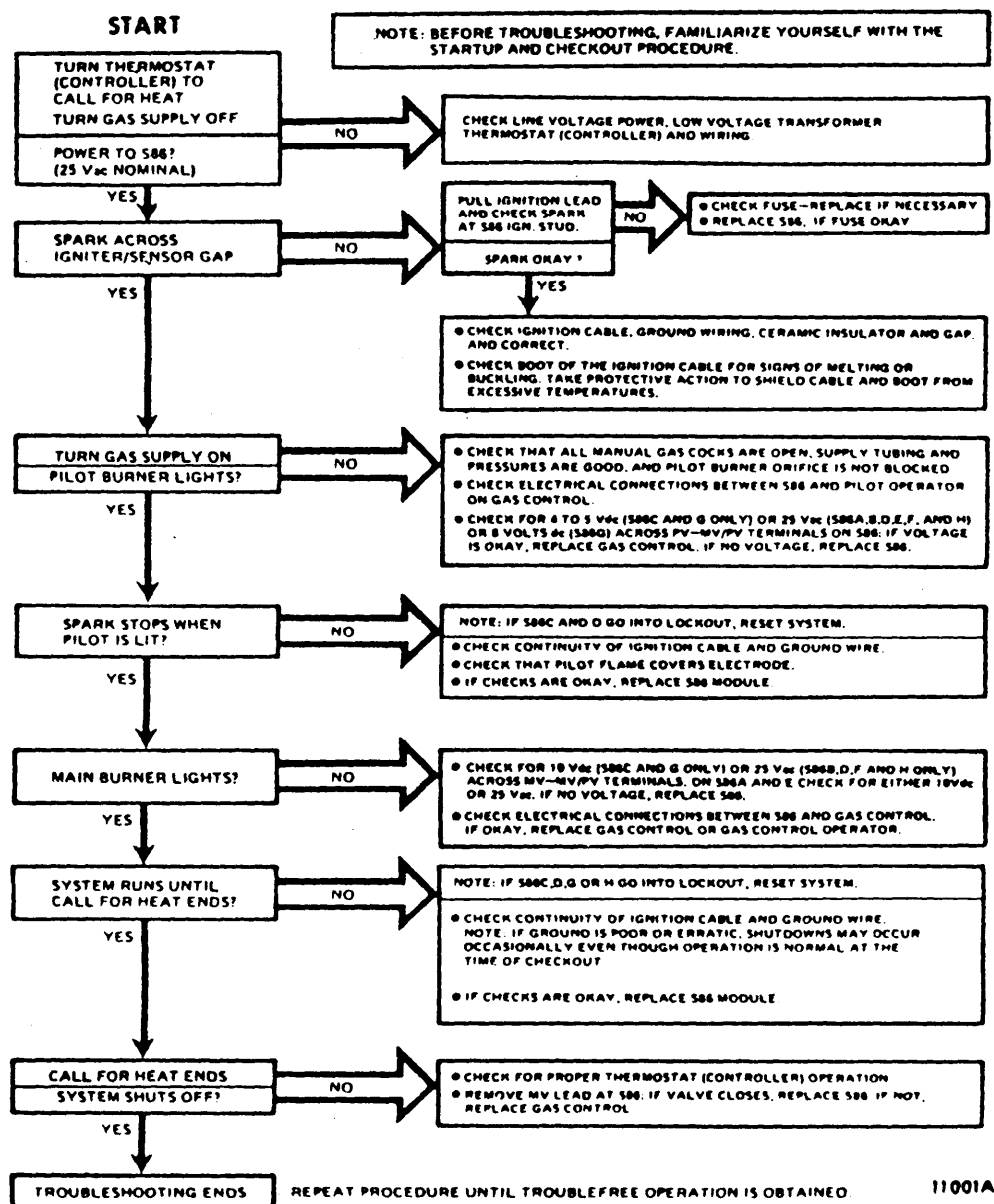 START
NOTE: BEFORE TROUBLESHOOTING, FAMILIARIZE YOURSELF WITH THE
STARTUP AND CHECKOUT PROCEDURE.
TURN THERMOSTAT
(CONTROLLER) TO
CALL FOR HEAT
TURN GAS SUPPLY OFF
POWER TO S86?
(25 Vac NOMINAL)
NO
CHECK LINE VOLTAGE POWER, LOW VOLTAGE TRANSFORMER
THERMOSTAT (CONTROLLER) AND WIRING
YES
SPARK ACROSS
IGNITER/SENSOR GAP
NO
PULL IGNITION LEAD
AND CHECK SPARK
AT S86 IGN. STUD.
SPARK OKAY?
NO
● CHECK FUSE—REPLACE IF NECESSARY
● REPLACE S86, IF FUSE OKAY
YES
● CHECK IGNITION CABLE, GROUND WIRING, CERAMIC INSULATOR AND GAP,
AND CORRECT.
● CHECK BOOT OF THE IGNITION CABLE FOR SIGNS OF MELTING OR
BUCKLING. TAKE PROTECTIVE ACTION TO SHIELD CABLE AND BOOT FROM
EXCESSIVE TEMPERATURES.
YES
TURN GAS SUPPLY ON
PILOT BURNER LIGHTS?
NO
● CHECK THAT ALL MANUAL GAS COCKS ARE OPEN, SUPPLY TUBING AND
PRESSURES ARE GOOD, AND PILOT BURNER ORIFICE IS NOT BLOCKED
● CHECK ELECTRICAL CONNECTIONS BETWEEN S86 AND PILOT OPERATOR
ON GAS CONTROL.
● CHECK FOR 4 TO 5 Vdc (S86C AND G ONLY) OR 25 Vac (S86A,B,D,E,F, AND H)
OR 8 VOLTS dc (S86G) ACROSS PV—MV/PV TERMINALS ON S86; IF VOLTAGE
IS OKAY, REPLACE GAS CONTROL. IF NO VOLTAGE, REPLACE S86.
YES
SPARK STOPS WHEN
PILOT IS LIT?
NO
NOTE: IF S86C AND D GO INTO LOCKOUT, RESET SYSTEM.
● CHECK CONTINUITY OF IGNITION CABLE AND GROUND WIRE.
● CHECK THAT PILOT FLAME COVERS ELECTRODE.
● IF CHECKS ARE OKAY, REPLACE S86 MODULE
YES
MAIN BURNER LIGHTS?
NO
● CHECK FOR 10 Vdc (S86C AND G ONLY) OR 25 Vac (S86B,D,F AND H ONLY)
ACROSS MV—MV/PV TERMINALS. ON S86A AND E CHECK FOR EITHER 10Vdc
OR 25 Vac. IF NO VOLTAGE, REPLACE S86.
● CHECK ELECTRICAL CONNECTIONS BETWEEN S86 AND GAS CONTROL.
IF OKAY, REPLACE GAS CONTROL OR GAS CONTROL OPERATOR.
YES
SYSTEM RUNS UNTIL
CALL FOR HEAT ENDS?
NO
NOTE: IF S86C,D,G OR H GO INTO LOCKOUT, RESET SYSTEM.
● CHECK CONTINUITY OF IGNITION CABLE AND GROUND WIRE.
NOTE: IF GROUND IS POOR OR ERRATIC, SHUTDOWNS MAY OCCUR
OCCASIONALLY EVEN THOUGH OPERATION IS NORMAL AT THE
TIME OF CHECKOUT
● IF CHECKS ARE OKAY, REPLACE S86 MODULE
YES
CALL FOR HEAT ENDS
SYSTEM SHUTS OFF?
NO
● CHECK FOR PROPER THERMOSTAT (CONTROLLER) OPERATION
● REMOVE MV LEAD AT S86; IF VALVE CLOSES, REPLACE S86. IF NOT,
REPLACE GAS CONTROL
YES
TROUBLESHOOTING ENDS
REPEAT PROCEDURE UNTIL TROUBLEFREE OPERATION IS OBTAINED.
11001A